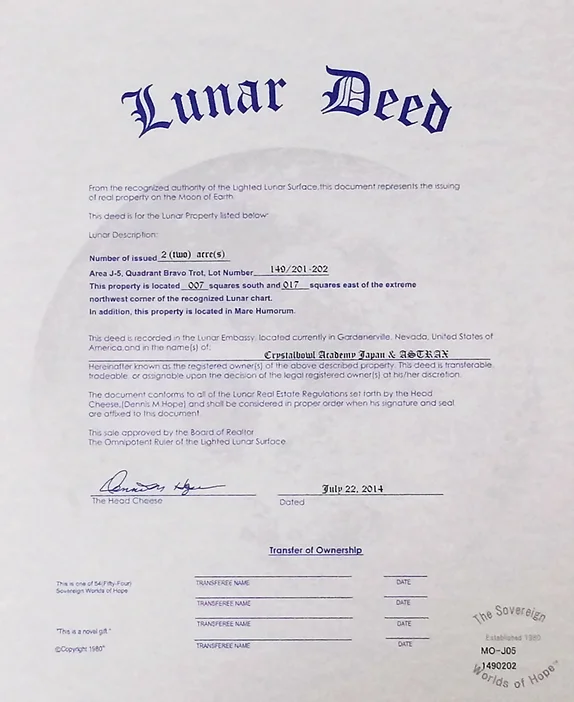 Lunar Deed
From the recognized authority of the Lighted Lunar Surface,this document represents the issuing
of real property on the Moon of Earth
This deed is for the Lunar Property listed below
Lunar Description:
Number of issued 2 (two) acre(s)
Area J-5, Quadrant Bravo Trot, Lot Number 149/201-202
This property is located 007 squares south and 017 squares east of the extreme
northwest corner of the recognized Lunar chart.
In addition, this property is located in Mare Humorum.
This deed is recorded in the Lunar Embassy, located currently in Gardenerville, Nevada, United States of
America,and in the name(s) of:
Crystalbowl Academy Japan & ASTRAX
Hereinafter known as the registered owner(s) of the above described property. This deed is transferable,
tradeable, or assignable upon the decision of the legal registered owner(s) at his/her discretion.
The document conforms to all of the Lunar Real Estate Regulations set forth by the Head
Cheese,(Dennis M.Hope) and shall be considered in proper order when his signature and seal
are affixed to this document.
This sale approved by the Board of Realtor
The Omnipotent Ruler of the Lighted Lunar Surface
July 22, 2014
The Head Cheese
Dated
Transfer of Ownership
This is one of 54(Fifty-Four)
Sovereign Worlds of Hope
TRANSFEREE NAME DATE
TRANSFEREE NAME DATE
TRANSFEREE NAME DATE
TRANSFEREE NAME DATE
"This is a novel gift."
©Copyright 1980"
The Sovereign
Established 1980
MO-J05
1490202
Worlds of Hope™